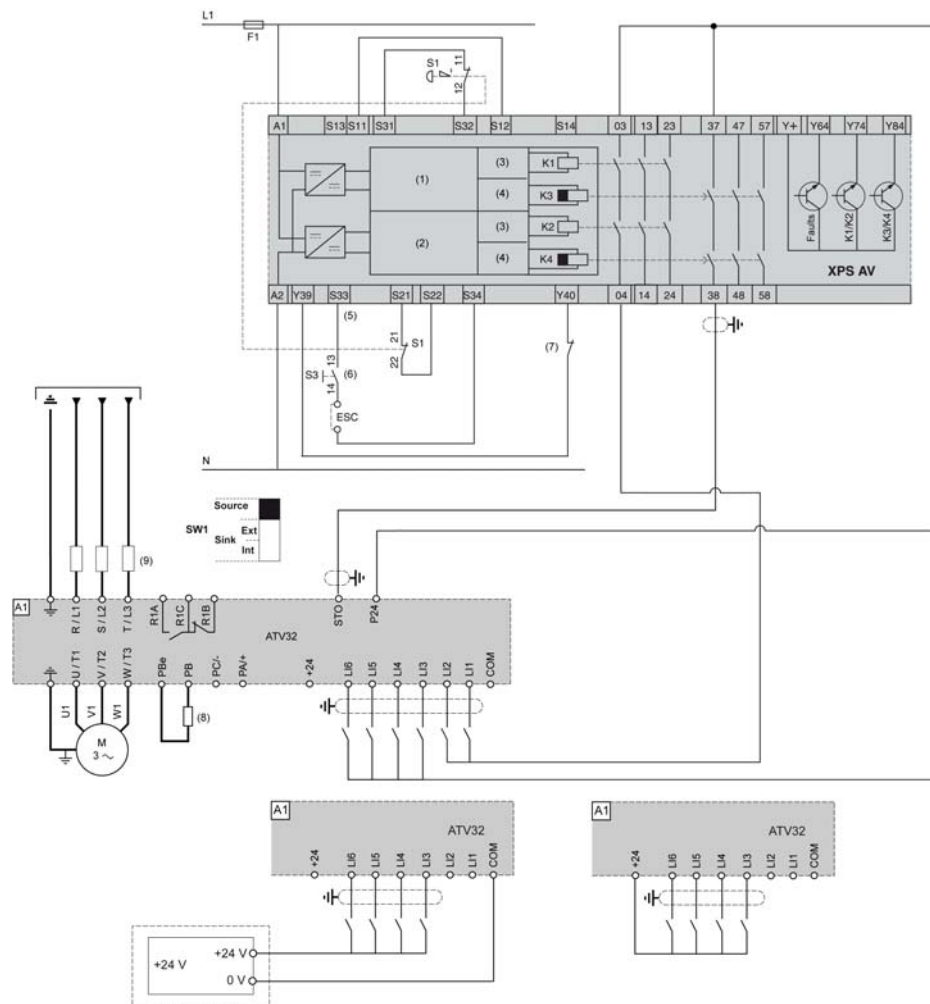 L1
F1
S1
11
12
A1 S13 S11 S31 S32 S12 S14 03 13 23 37 47 57 Y+ Y64 Y74 Y84
(1)
(3)
K1
(4)
K3
(2)
(3)
K2
(4)
K4
Faults
K1/K2
K3/K4
XPS AV
A2 Y39 S33 S21 S22 S34 Y40 04 14 24 38 48 58
(5)
21
22
S1
13
14
S3
(6)
(7)
ESC
N
Source
SW1
Sink
Ext
Int
(9)
A1
R / L1
S / L2
T / L3
R1A
R1C
R1B
STO
P24
ATV32
U / T1
V / T2
W / T3
PBe
PB
PC/-
PA/+
+24
LI6
LI5
LI4
LI3
LI2
LI1
COM
U1
V1
W1
M
3 ~
(8)
A1
ATV32
+24
LI6
LI5
LI4
LI3
LI2
LI1
COM
A1
ATV32
+24
LI6
LI5
LI4
LI3
LI2
LI1
COM
+24 V
+24 V
0 V